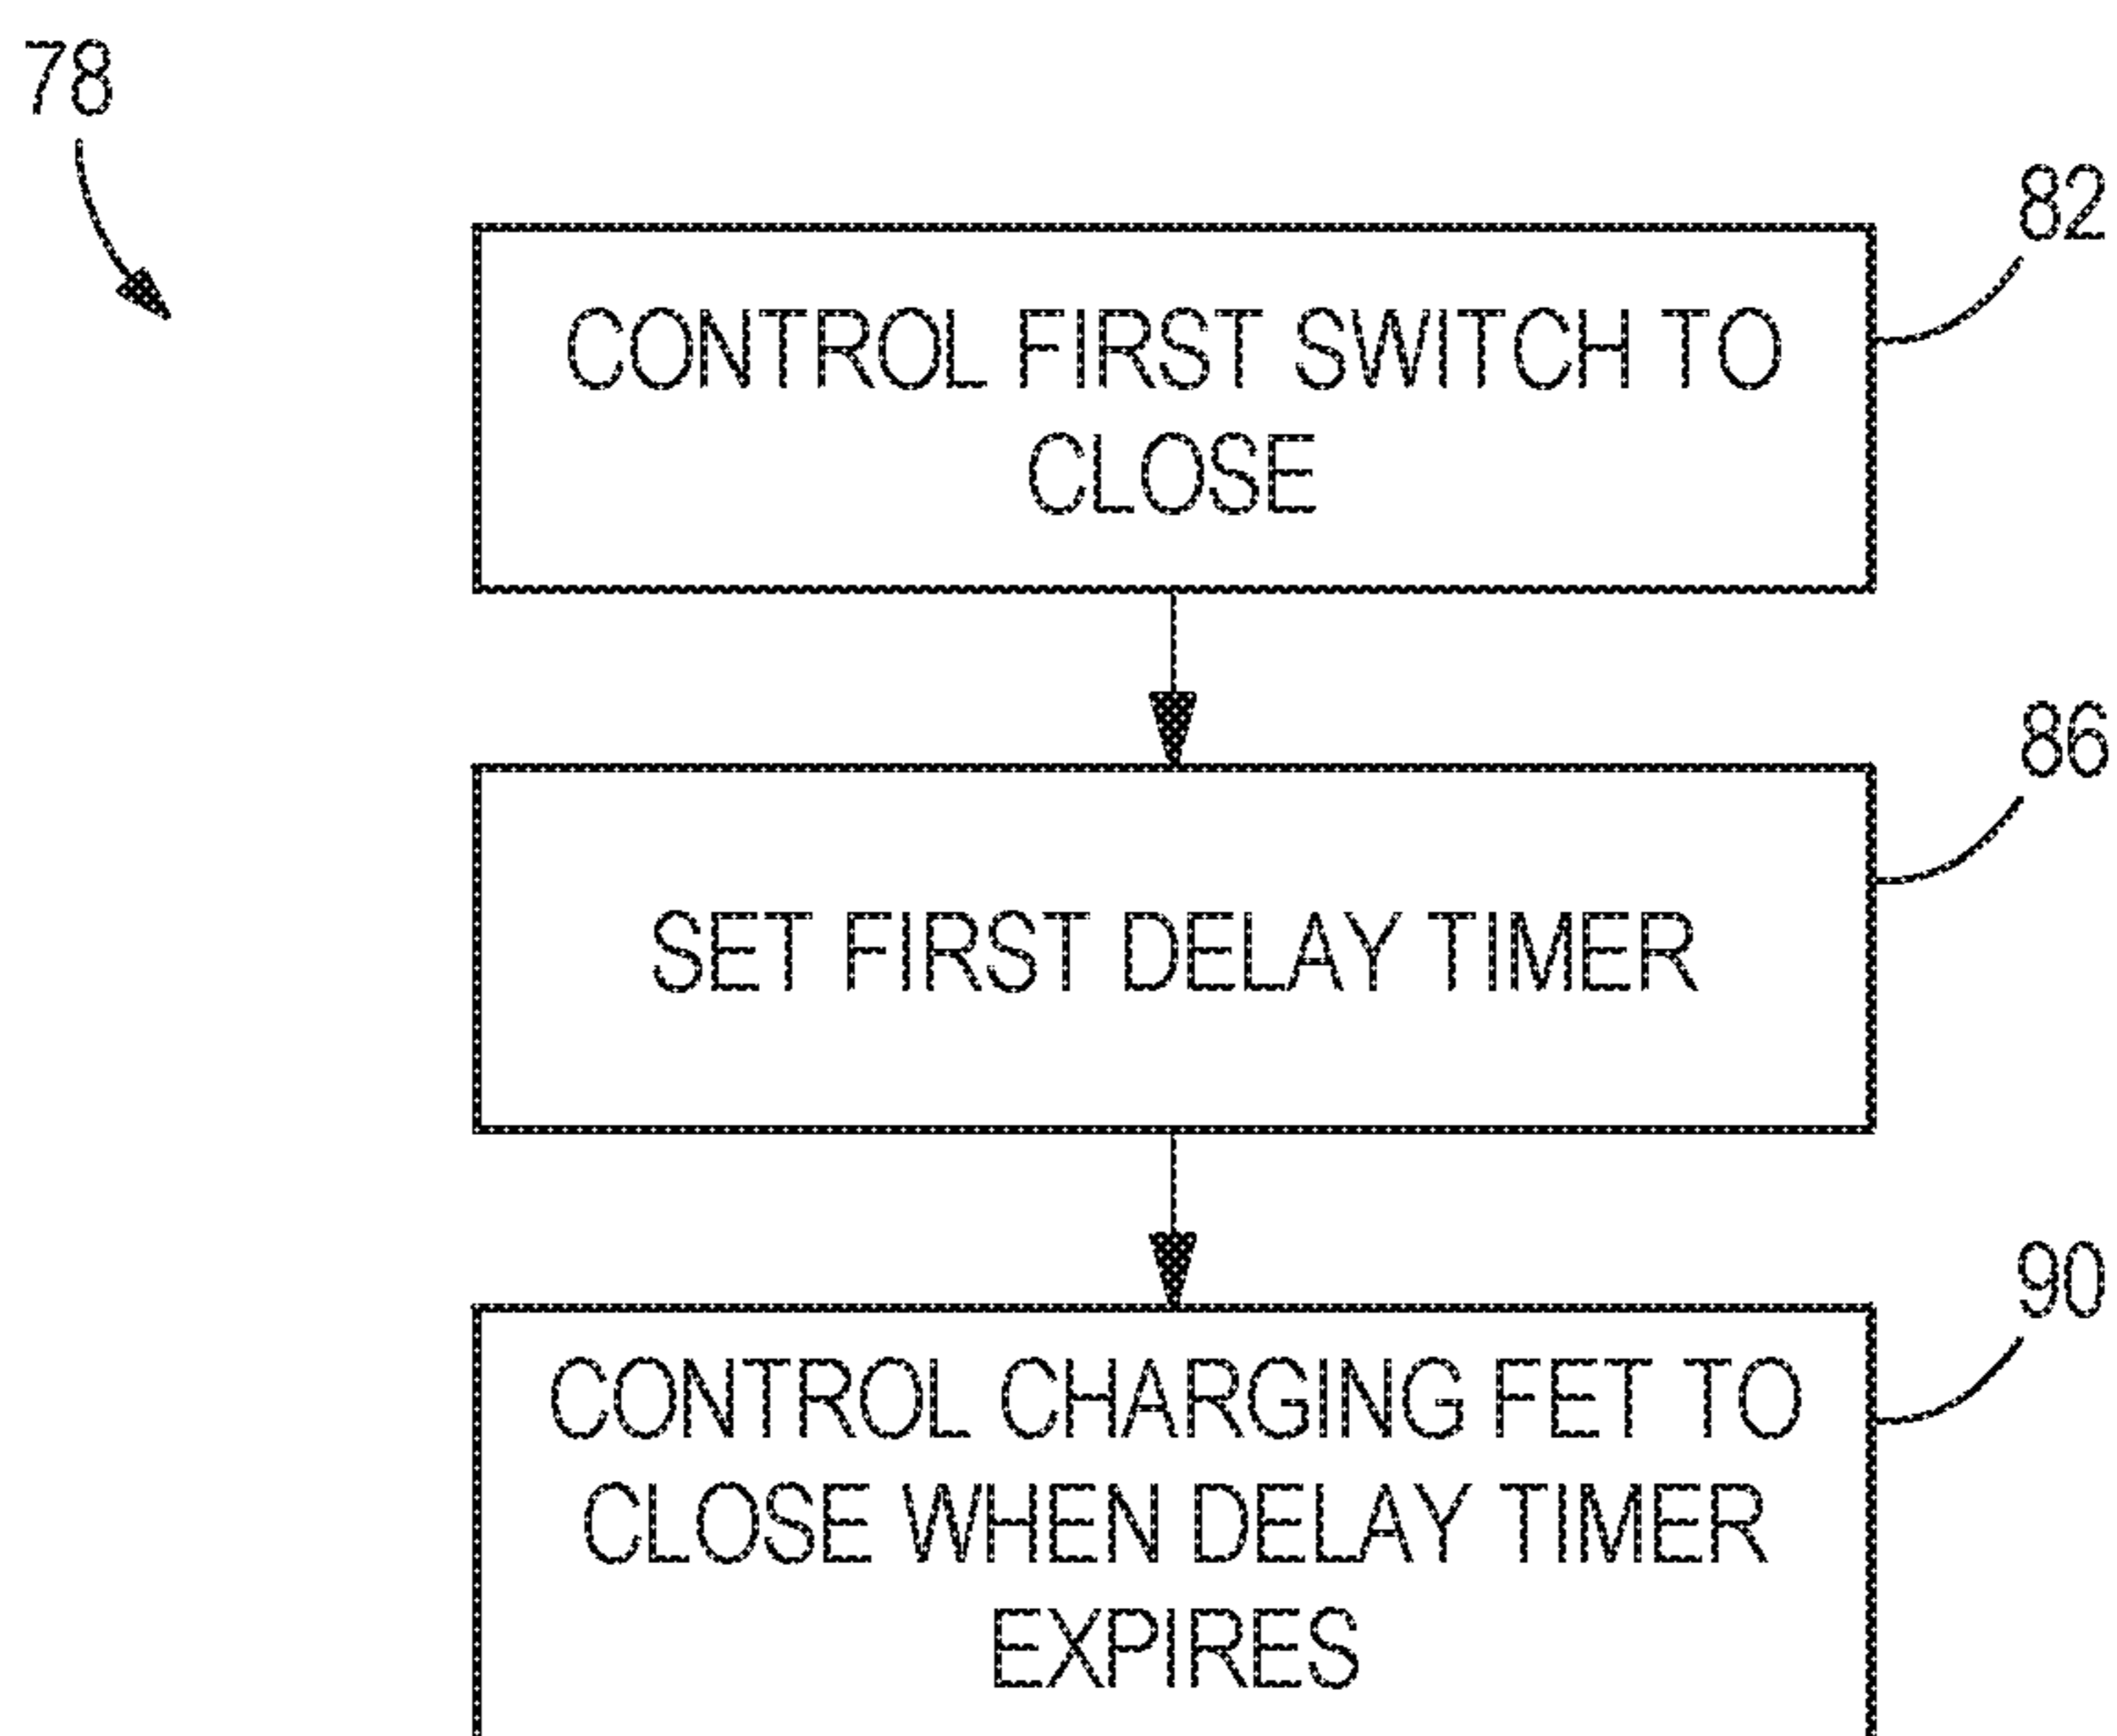 78
82
CONTROL FIRST SWITCH TO
CLOSE
86
SET FIRST DELAY TIMER
90
CONTROL CHARGING FET TO
CLOSE WHEN DELAY TIMER
EXPIRES